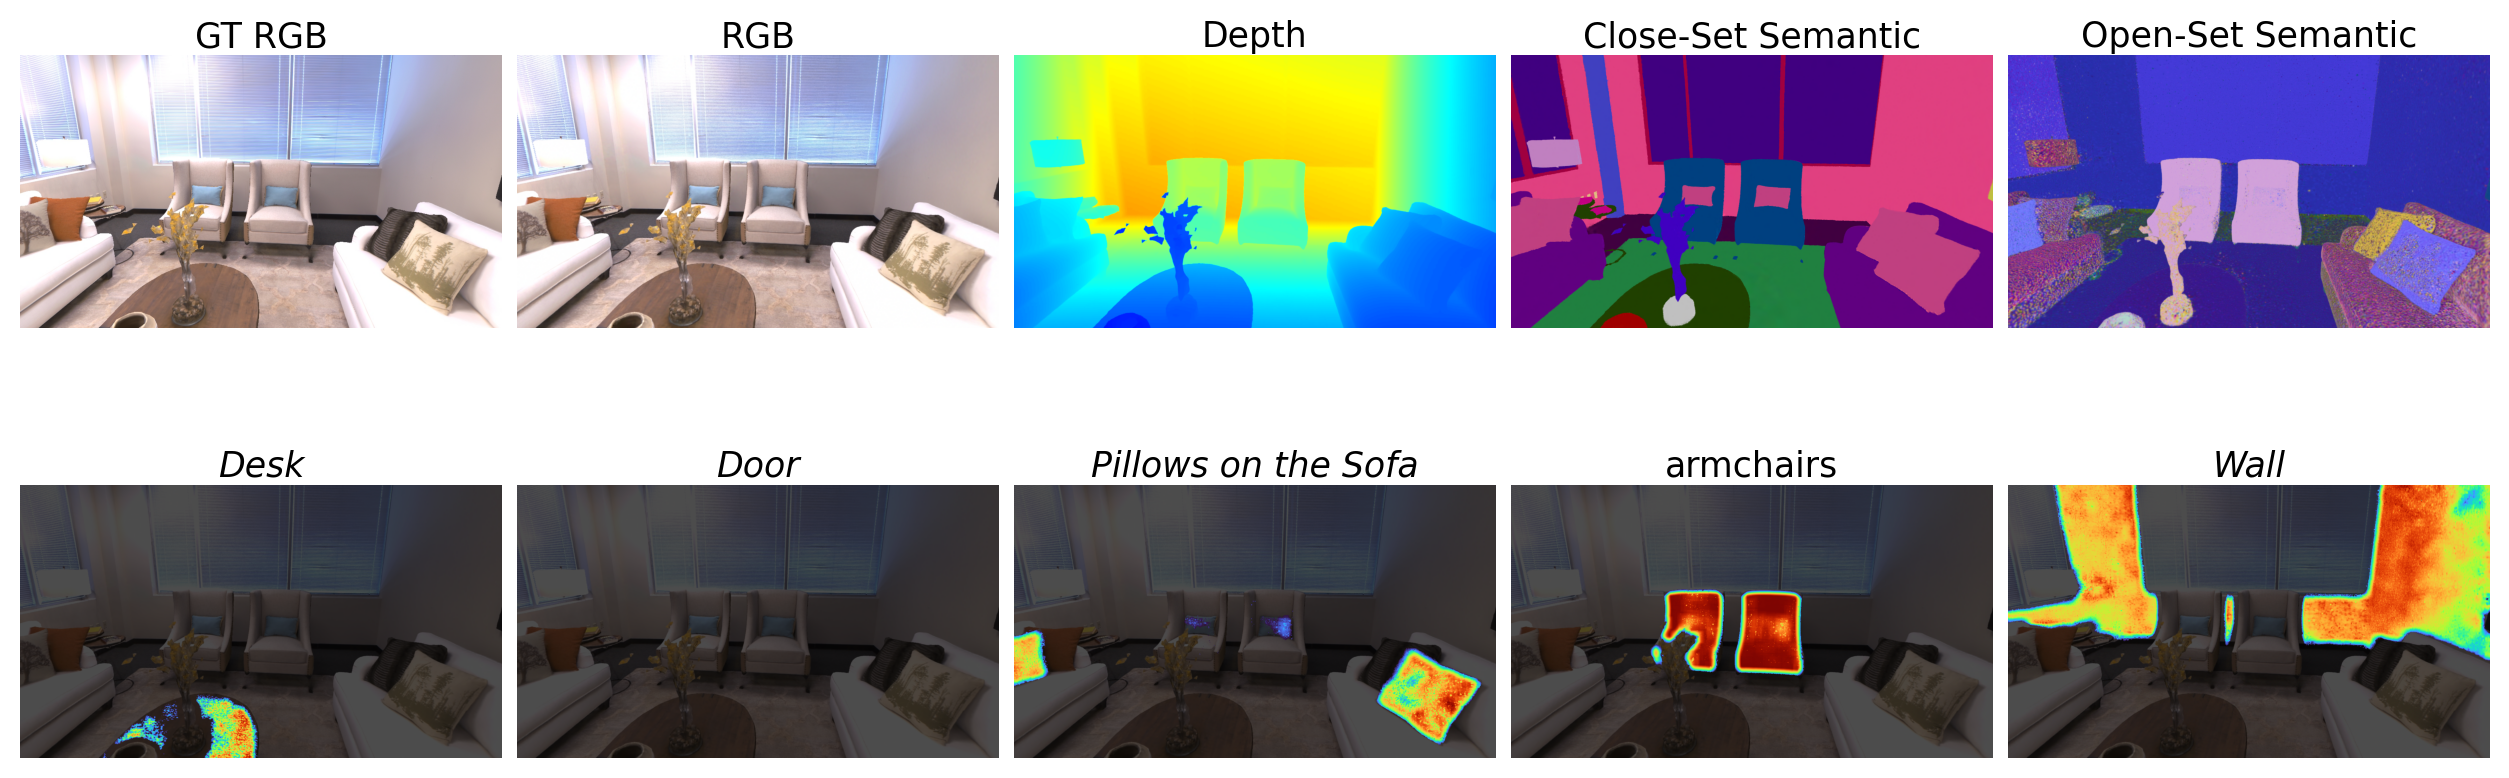 GT RGB
RGB
Depth
Close-Set Semantic
Open-Set Semantic
Desk
Door
Pillows on the Sofa
armchairs
Wall